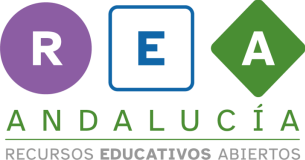 R E A
ANDALUCÍA
RECURSOS EDUCATIVOS ABIERTOS